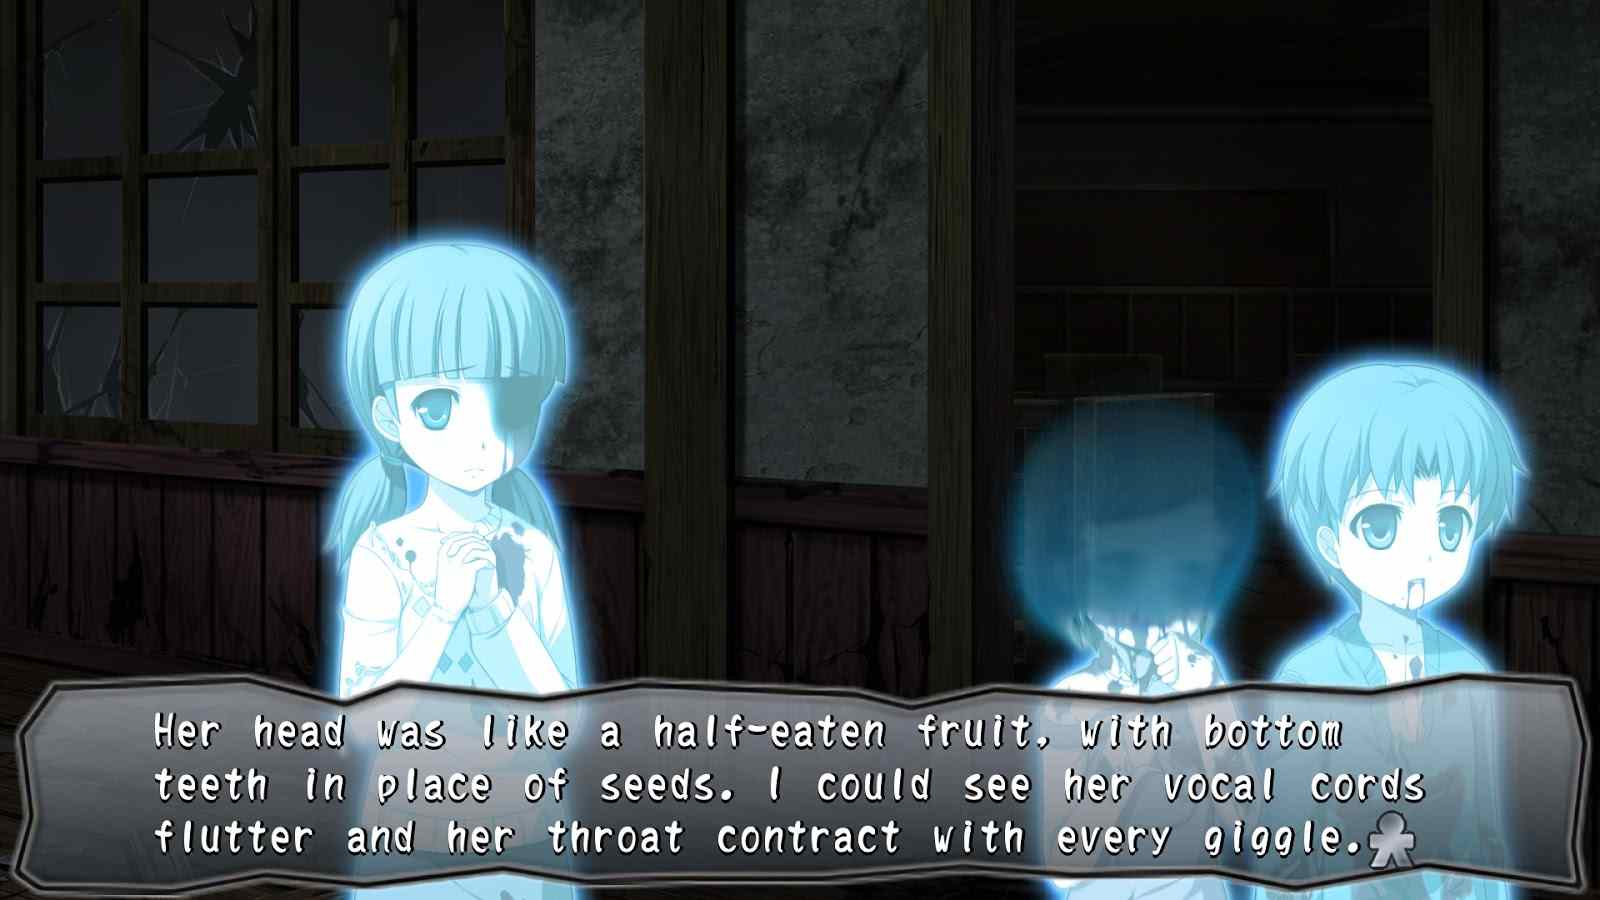 Her head was like a half-eaten fruit, with bottom
teeth in place of seeds. I could see her vocal cords
flutter and her throat contract with every giggle.